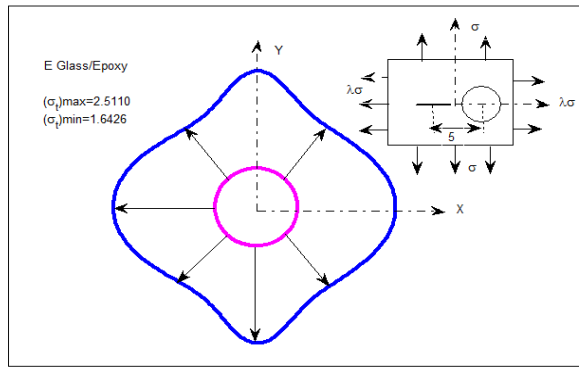 E Glass/Epoxy
(σt)max=2.5110
(σt)min=1.6426
Y
X
σ
λσ
λσ
5
σ